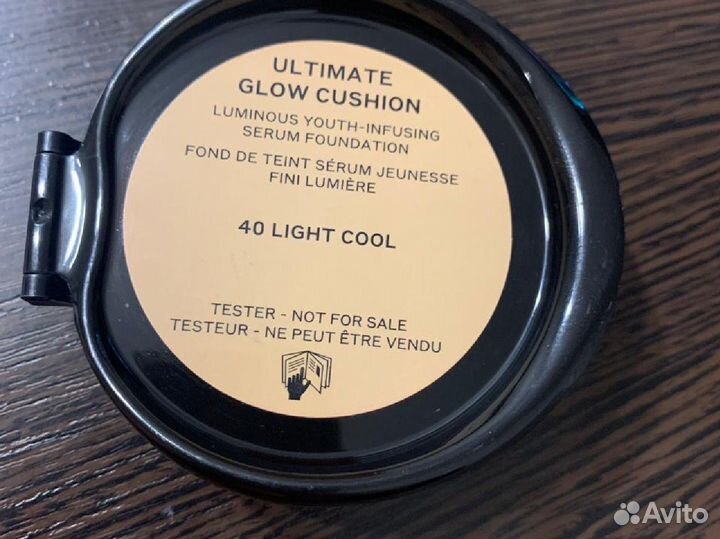 ULTIMATE
GLOW CUSHION
LUMINOUS YOUTH-INFUSING
SERUM FOUNDATION
FOND DE TEINT SÉRUM JEUNESSE
FINI LUMIÈRE
40 LIGHT COOL
TESTER - NOT FOR SALE
TESTEUR - NE PEUT ÊTRE VENDU
Avito